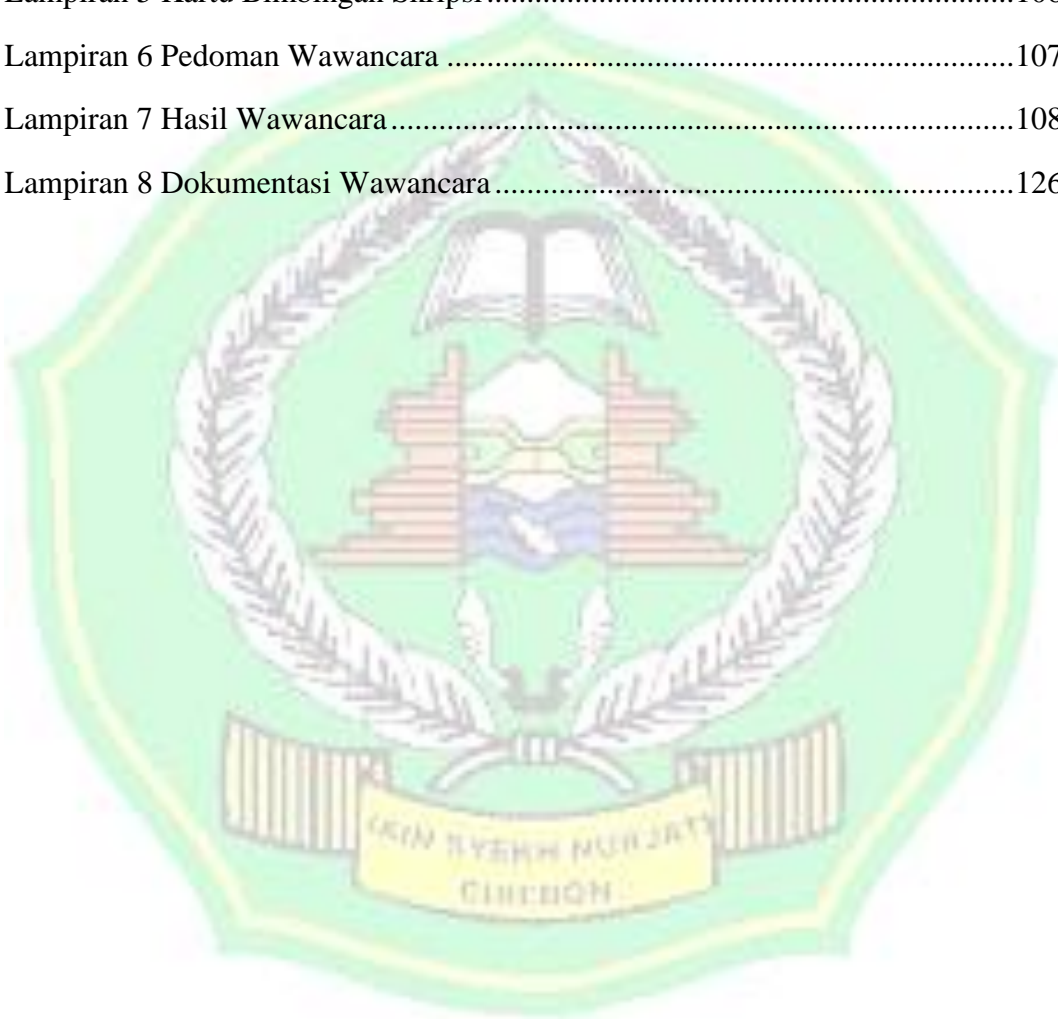 Lampiran 5 Kartu Bimbingan Skripsi ........ 106
Lampiran 6 Pedoman Wawancara ........ 107
Lampiran 7 Hasil Wawancara ........ 108
Lampiran 8 Dokumentasi Wawancara ........ 126
IAIN SYEKH NURJATI
CIREBON